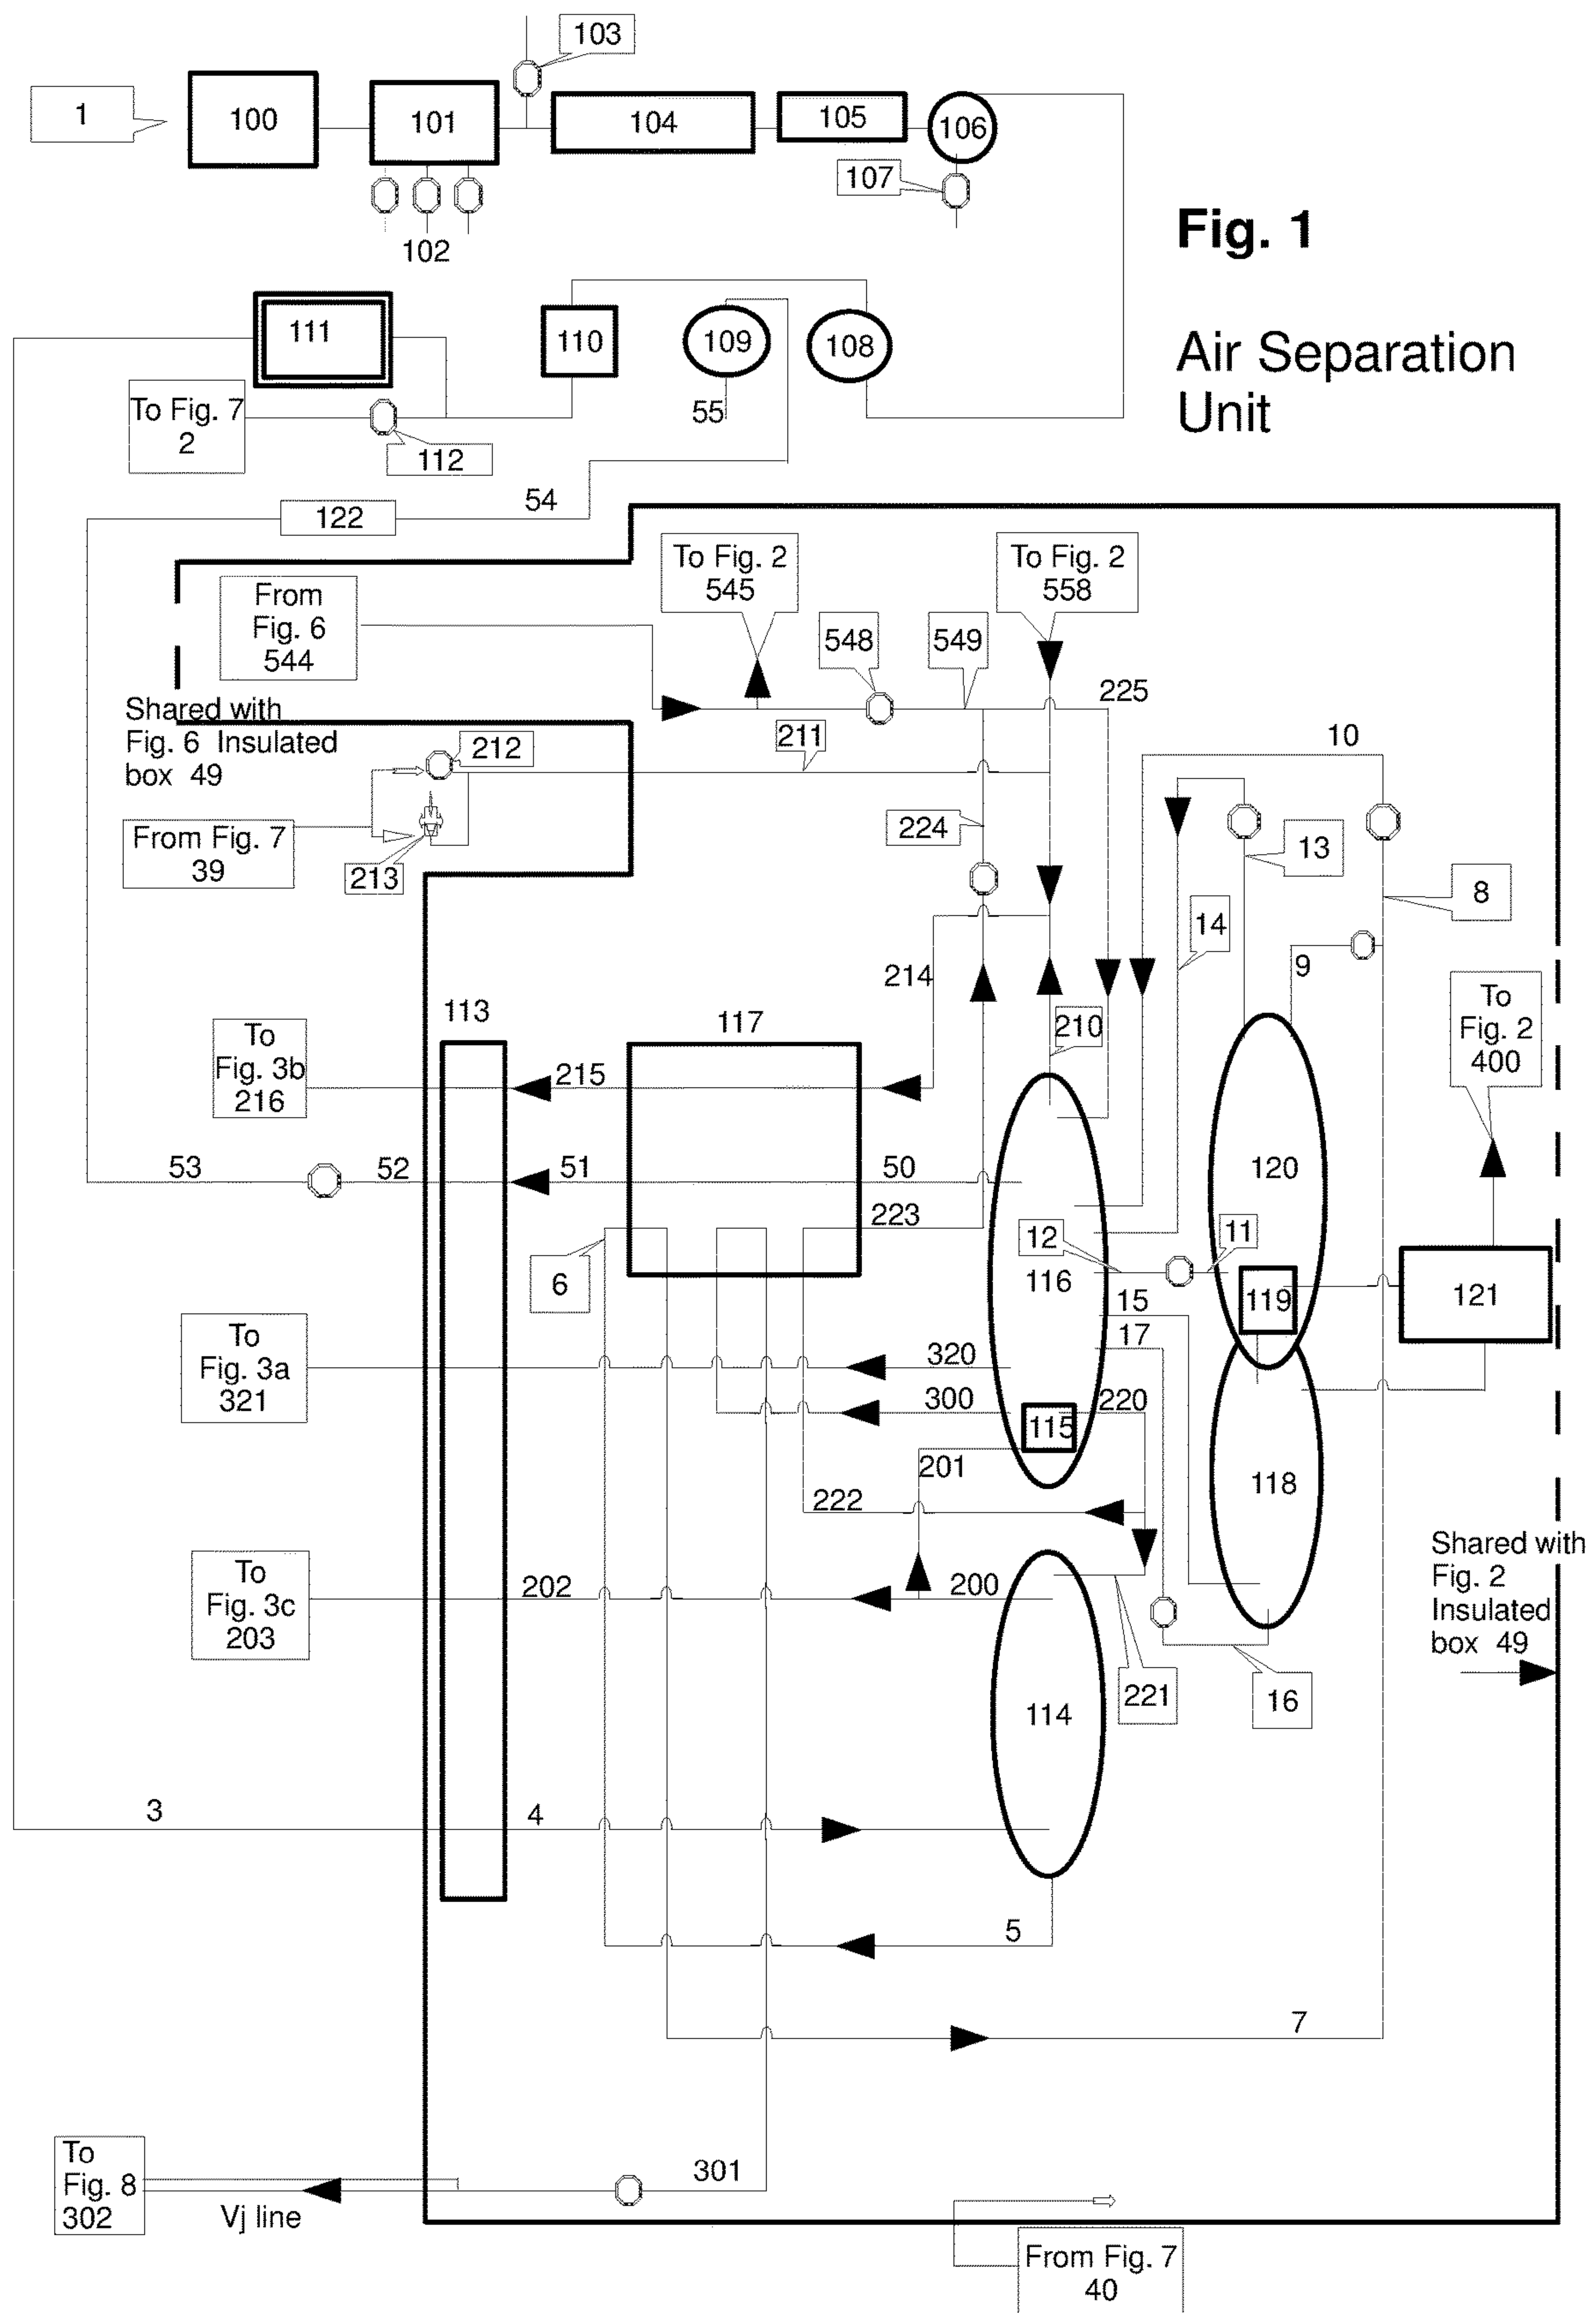 103
1
100
101
104
105
106
107
102
Fig. 1
111
110
109
108
Air Separation
Unit
To Fig. 7
2
55
112
54
122
To Fig. 2
545
To Fig. 2
558
From
Fig. 6
544
548
549
225
Shared with
Fig. 6 Insulated
box 49
212
211
10
From Fig. 7
39
213
224
13
8
14
9
214
To
Fig. 2
400
113
117
210
To
Fig. 3b
216
215
53
52
51
50
120
223
12
11
6
116
119
121
15
17
To
Fig. 3a
321
320
300
220
115
201
118
222
Shared with
Fig. 2
Insulated
box 49
To
Fig. 3c
203
202
200
221
16
114
3
4
5
7
To
Fig. 8
302
301
Vj line
From Fig. 7
40